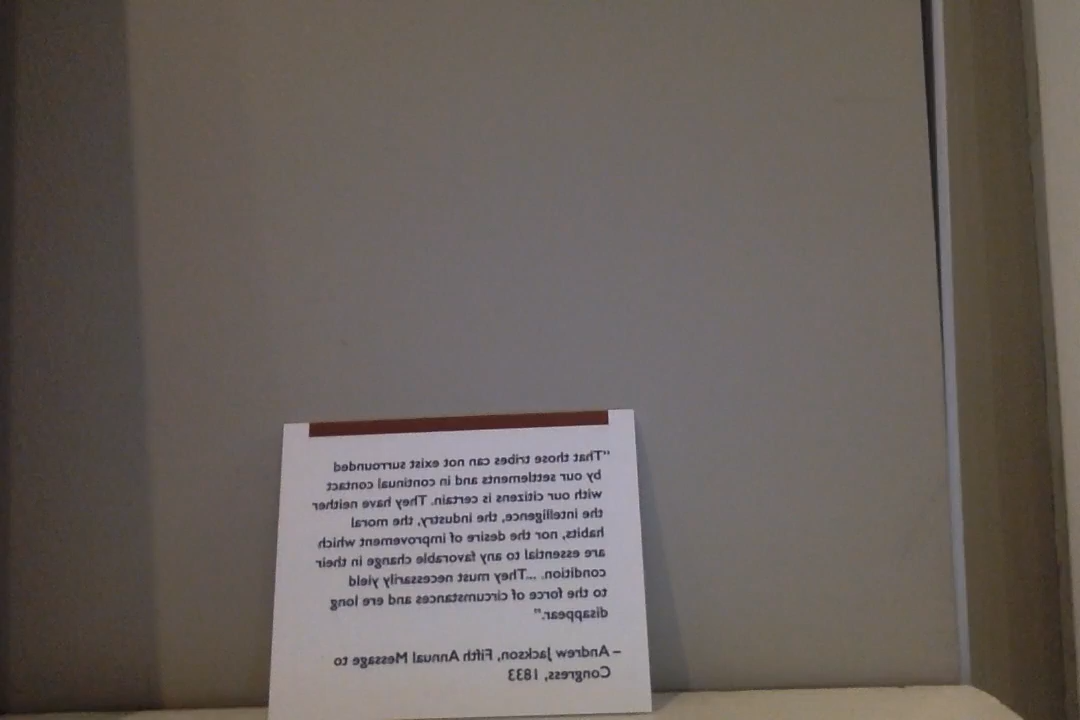 "That those tribes can not exist surrounded
by our settlements and in continual contact
with our citizens is certain. They have neither
the intelligence, the industry, the moral
habits, nor the desire of improvement which
are essential to any favorable change in their
condition. ...They must necessarily yield
to the force of circumstances and ere long
disappear."
– Andrew Jackson, Fifth Annual Message to
Congress, 1833